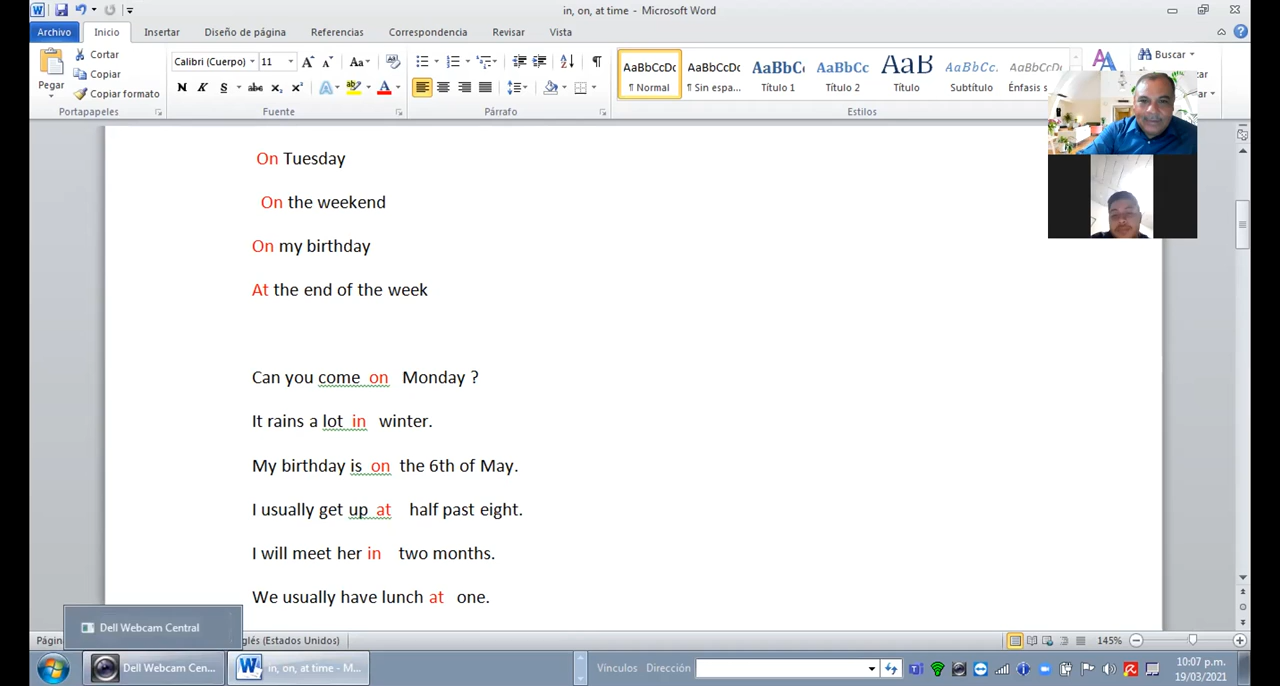 in, on, at time - Microsoft Word
Archivo Inicio Insertar Diseño de página Referencias Correspondencia Revisar Vista
Pegar
Cortar
Copiar
Copiar formato
Portapapeles
Calibri (Cuerpo) 11
Fuente
Párrafo
AaBbCcDc AaBbCcDc AaBbC AaBbCc AaB AaBbCc. AaBbCcDc
¶ Normal ¶ Sin espa... Título 1 Título 2 Título Subtítulo Énfasis s
Estilos
Buscar
On Tuesday
On the weekend
On my birthday
At the end of the week
Can you come on Monday ?
It rains a lot in winter.
My birthday is on the 6th of May.
I usually get up at half past eight.
I will meet her in two months.
We usually have lunch at one.
Dell Webcam Central
Inglés (Estados Unidos)
145%
Dell Webcam Cen...
in, on, at time - M...
Vínculos Dirección
10:07 p.m.
19/03/2021